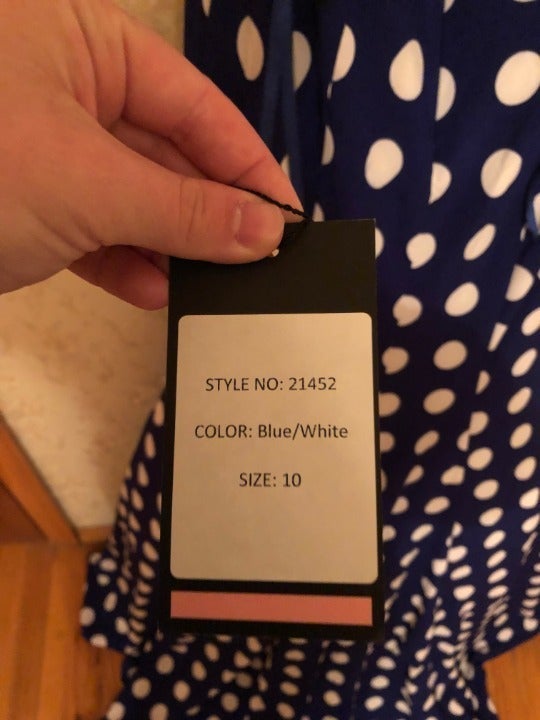 STYLE NO: 21452
COLOR: Blue/White
SIZE: 10